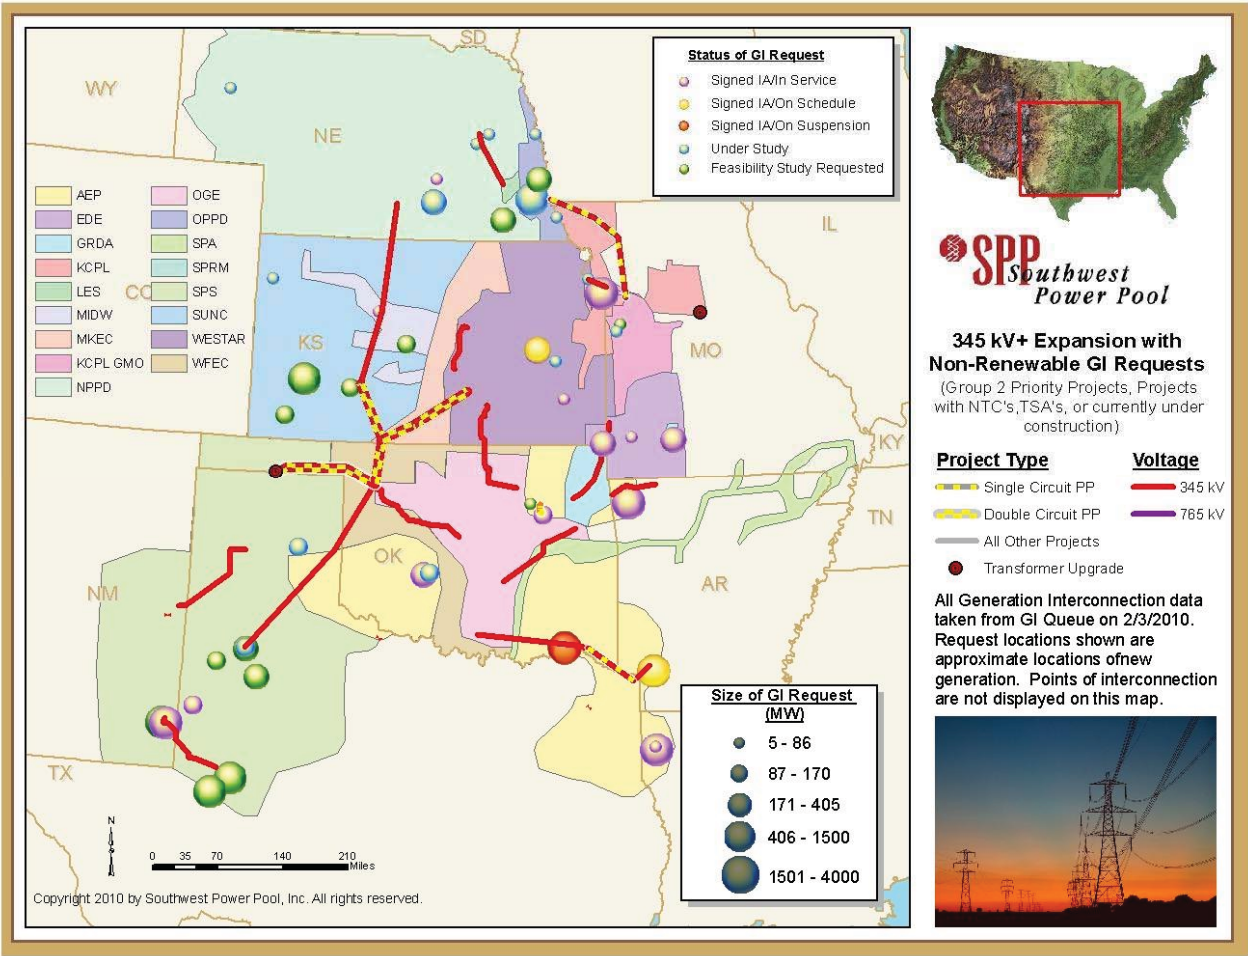 SD
WY
NE
IL
CO
KS
MO
KY
TN
OK
AR
NM
TX
Status of GI Request
Signed IA/In Service
Signed IA/On Schedule
Signed IA/On Suspension
Under Study
Feasibility Study Requested
AEP
EDE
GRDA
KCPL
LES
MIDW
MKEC
KCPL GMO
NPPD
OGE
OPPD
SPA
SPRM
SPS
SUNC
WESTAR
WFEC
Size of GI Request
(MW)
5 - 86
87 - 170
171 - 405
406 - 1500
1501 - 4000
N
0 35 70 140 210
Miles
Copyright 2010 by Southwest Power Pool, Inc. All rights reserved.
SPP
Southwest
Power Pool
345 kV+ Expansion with
Non-Renewable GI Requests
(Group 2 Priority Projects, Projects
with NTC's,TSA's, or currently under
construction)
Project Type Voltage
Single Circuit PP 345 kV
Double Circuit PP 765 kV
All Other Projects
Transformer Upgrade
All Generation Interconnection data
taken from GI Queue on 2/3/2010.
Request locations shown are
approximate locations ofnew
generation. Points of interconnection
are not displayed on this map.